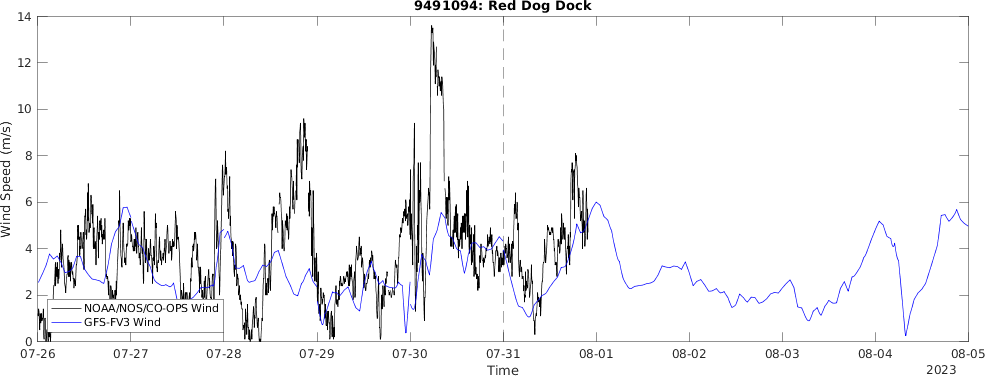 9491094: Red Dog Dock
Wind Speed (m/s)
14
12
10
8
6
4
2
0
NOAA/NOS/CO-OPS Wind
GFS-FV3 Wind
07-26 07-27 07-28 07-29 07-30 07-31 08-01 08-02 08-03 08-04 08-05
Time
2023